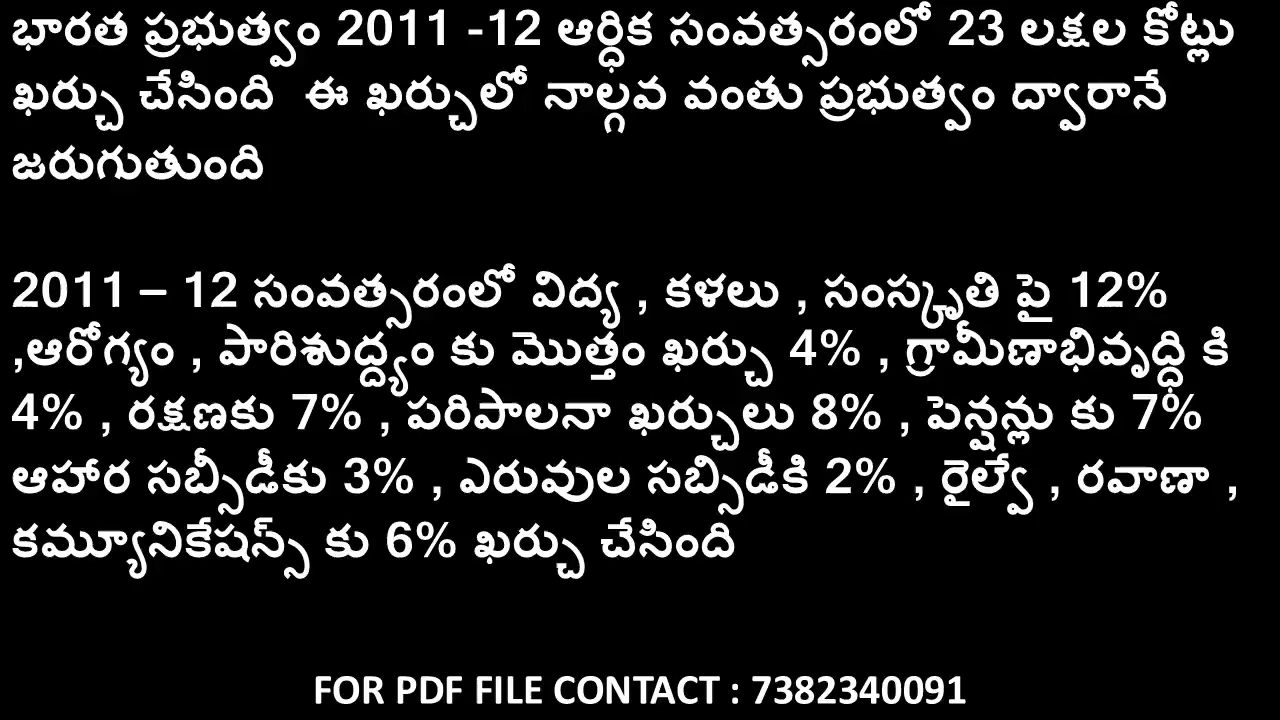 భారత ప్రభుత్వం 2011 -12 ఆర్ధిక సంవత్సరంలో 23 లక్షల కోట్లు
ఖర్చు చేసింది ఈ ఖర్చులో నాల్గవ వంతు ప్రభుత్వం ద్వారానే
జరుగుతుంది
2011 – 12 సంవత్సరంలో విద్య , కళలు , సంస్కృతి పై 12%
,ఆరోగ్యం , పారిశుద్ధ్యం కు మొత్తం ఖర్చు 4% , గ్రామీణాభివృద్ధి కి
4% , రక్షణకు 7% , పరిపాలనా ఖర్చులు 8% , పెన్షన్లు కు 7%
ఆహార సబ్సీడీకు 3% , ఎరువుల సబ్సిడీకి 2% , రైల్వే , రవాణా ,
కమ్యూనికేషన్స్ కు 6% ఖర్చు చేసింది
FOR PDF FILE CONTACT : 7382340091